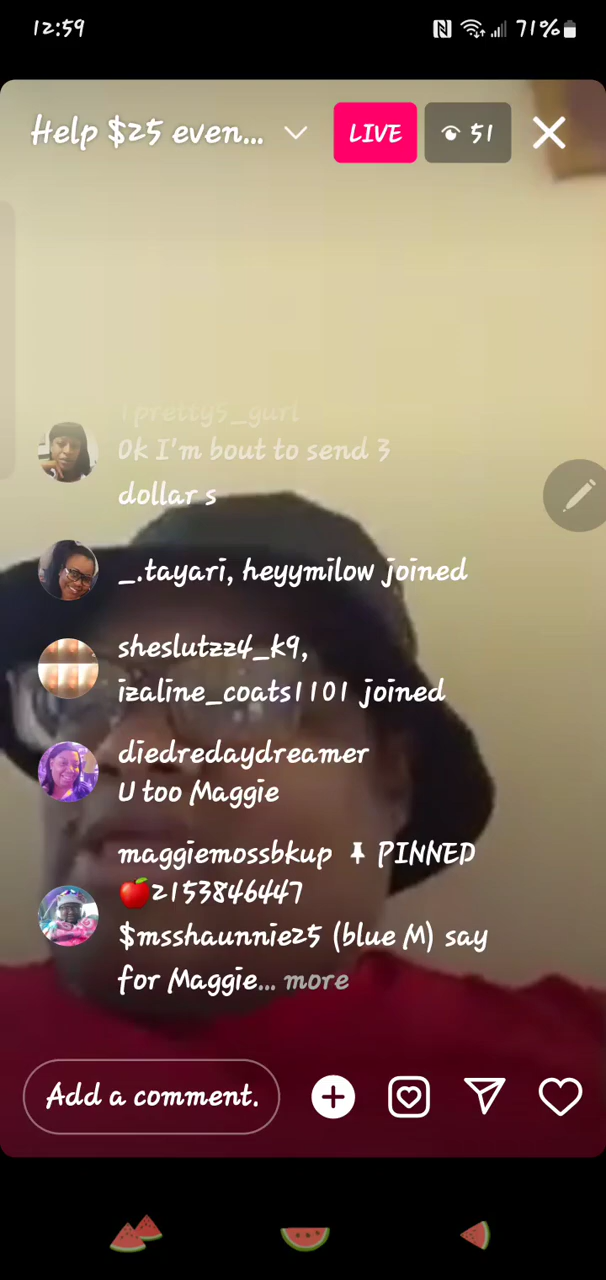 12:59
71%
Help $25 even...
LIVE
51
1pretty5_gurl
Ok I'm bout to send 3
dollar s
_.tayari, heyymilow joined
sheslutzz4_k9,
izaline_coats1101 joined
diedredaydreamer
U too Maggie
maggiemossbkup 📌 PINNED
🍎2153846447
$msshaunnie25 (blue M) say
for Maggie... more
Add a comment.